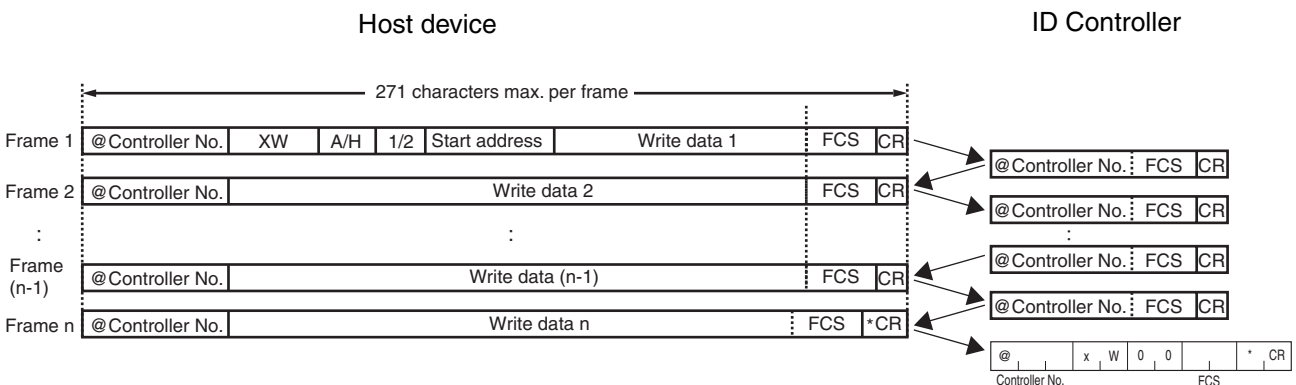 Host device
ID Controller
271 characters max. per frame
Frame 1 @Controller No. XW A/H 1/2 Start address Write data 1 FCS CR
@Controller No. FCS CR
Frame 2 @Controller No. Write data 2 FCS CR
@Controller No. FCS CR
: : :
@Controller No. FCS CR
Frame
(n-1) @Controller No. Write data (n-1) FCS CR
@Controller No. FCS CR
Frame n @Controller No. Write data n FCS *CR
@ x W 0 0 * CR
Controller No. FCS